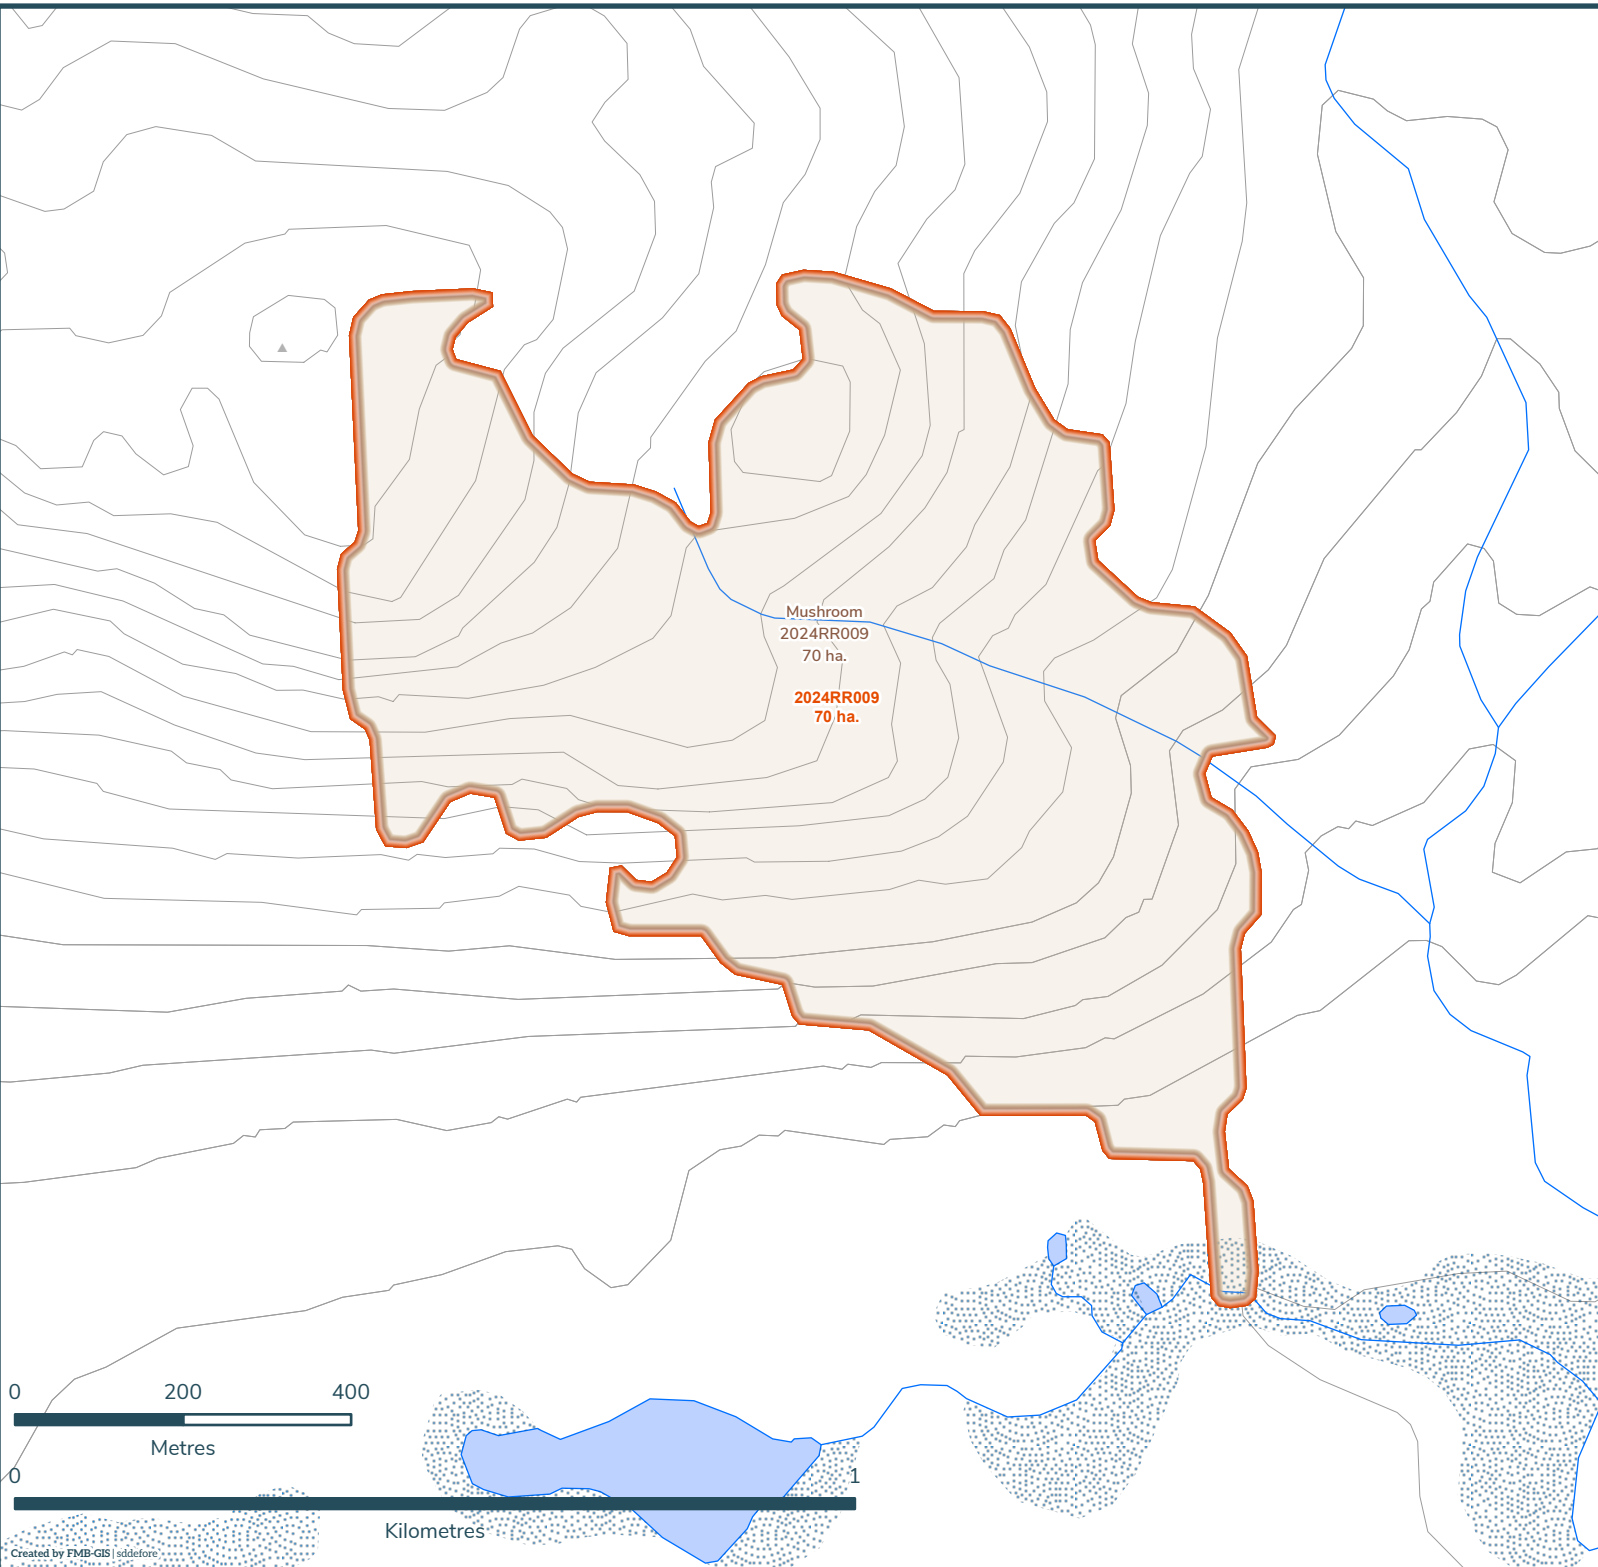 Mushroom
2024RR009
70 ha.
2024RR009
70 ha.
0 200 400
Metres
0 1
Kilometres
Created by FMB-GIS | sddefore